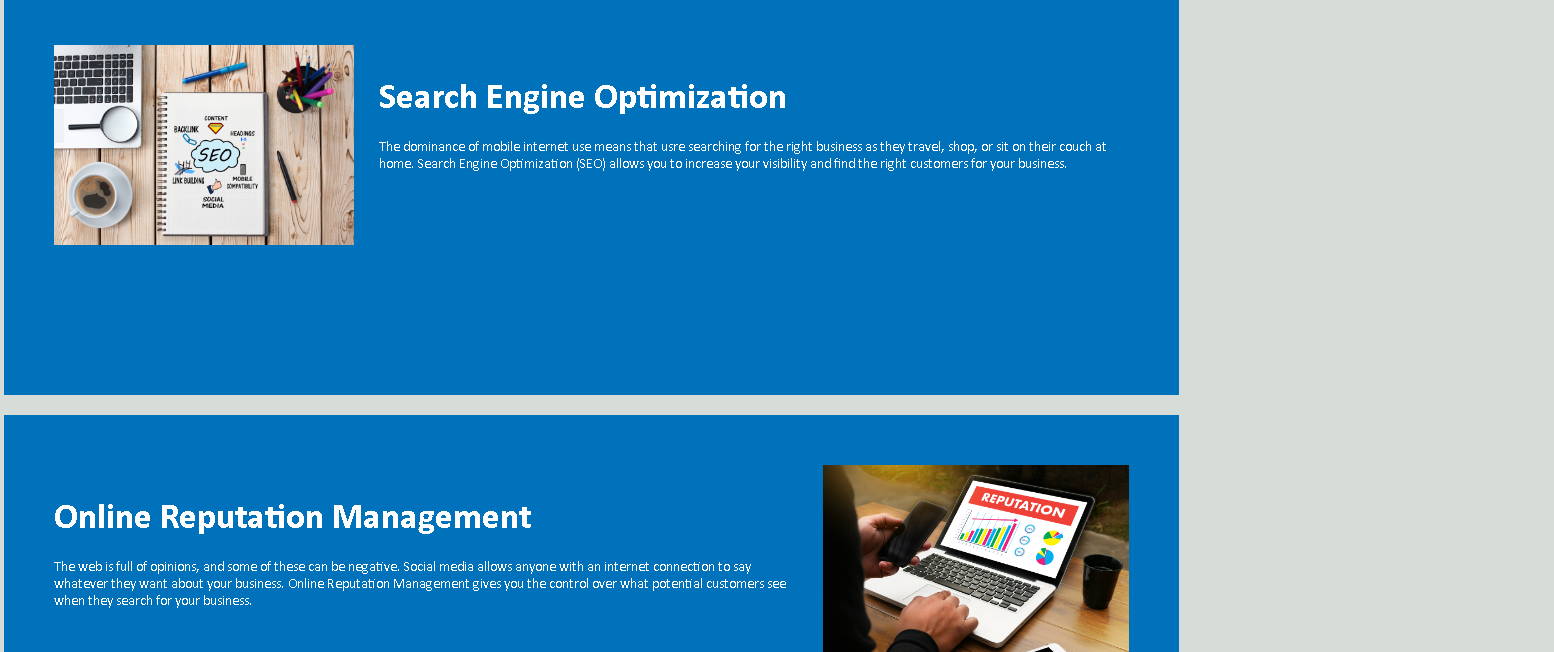 CONTENT
BACKLINK
HEADINGS
SEO
LINK BUILDING
MOBILE
COMPATIBILITY
SOCIAL
MEDIA
Search Engine Optimization
The dominance of mobile internet use means that usre searching for the right business as they travel, shop, or sit on their couch at
home. Search Engine Optimization (SEO) allows you to increase your visibility and find the right customers for your business.
Online Reputation Management
The web is full of opinions, and some of these can be negative. Social media allows anyone with an internet connection to say
whatever they want about your business. Online Reputation Management gives you the control over what potential customers see
when they search for your business.
REPUTATION